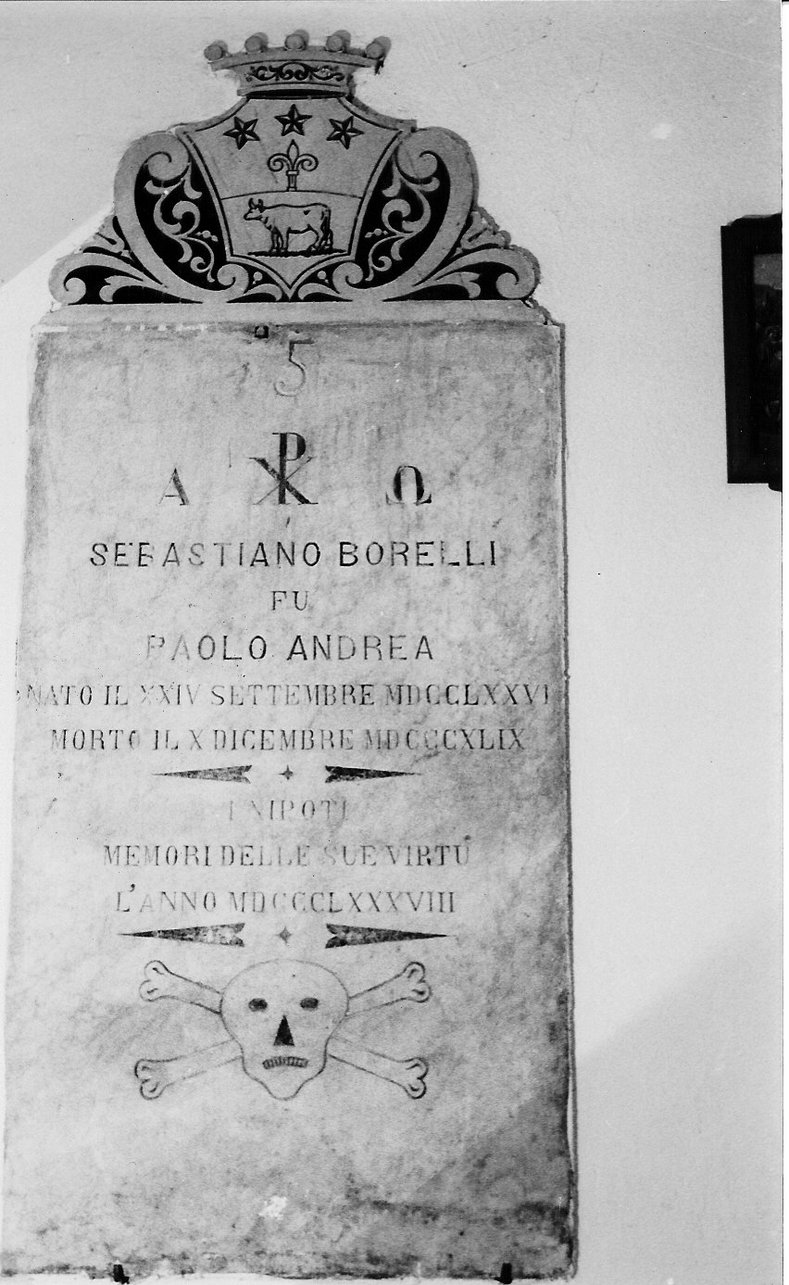 5
Α ☧ Ω
SEBASTIANO BORELLI
FU
PAOLO ANDREA
NATO IL XXIV SETTEMBRE MDCCLXXVI
MORTO IL X DICEMBRE MDCCCXLIX
I NIPOTI
MEMORI DELLE SUE VIRTÙ
L'ANNO MDCCCLXXXVIII